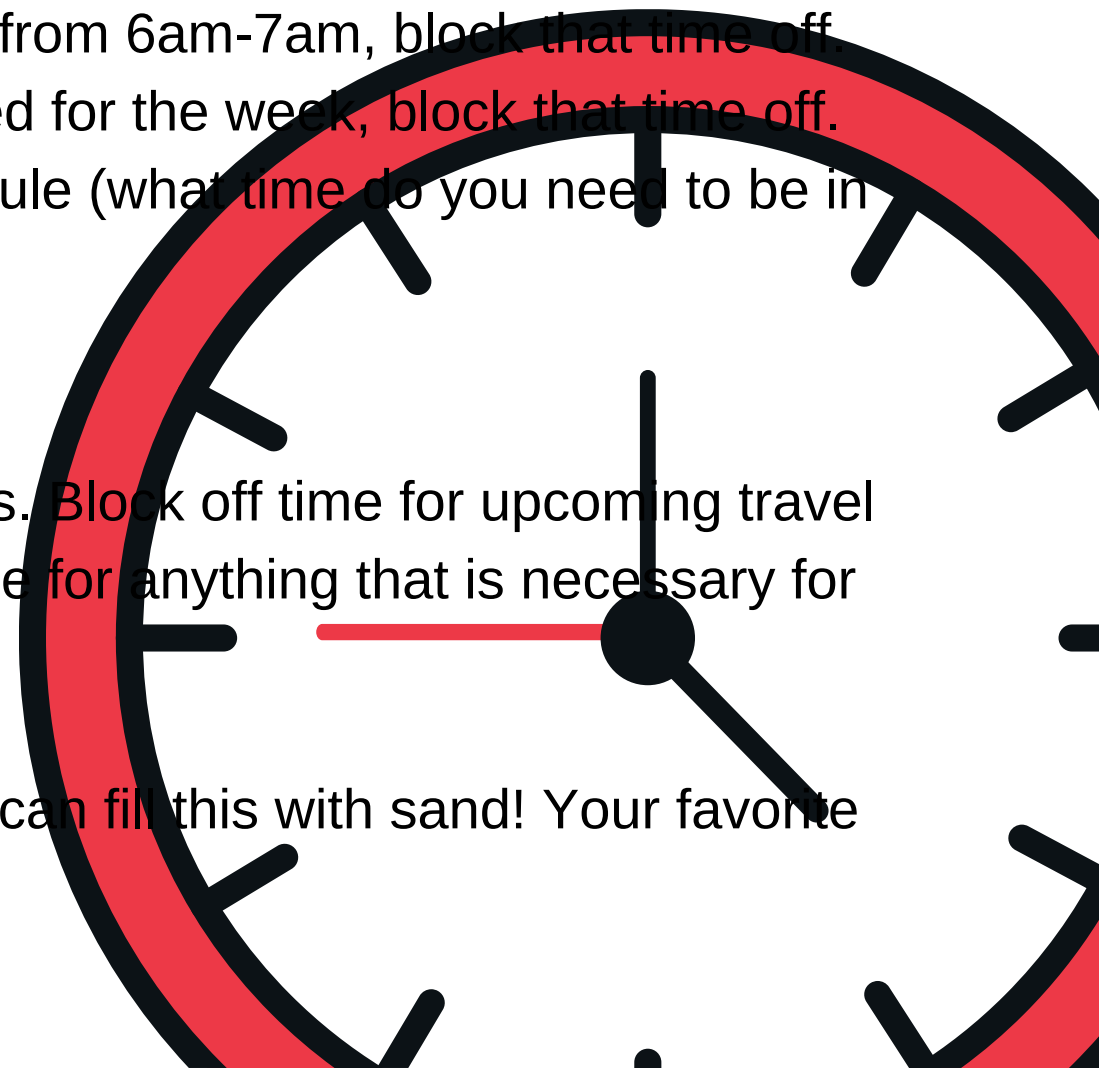 from 6am-7am, block that time off.
ed for the week, block that time off.
ule (what time do you need to be in
s. Block off time for upcoming travel
e for anything that is necessary for
can fill this with sand! Your favorite